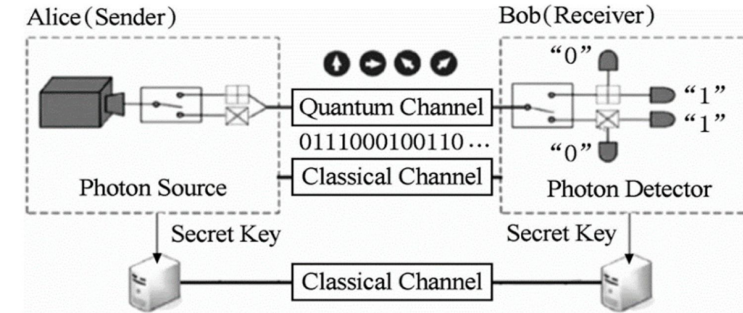 Alice(Sender)
Bob(Receiver)
“0”
Quantum Channel
“1”
“1”
0111000100110 ...
“0”
Classical Channel
Photon Source
Photon Detector
Secret Key
Secret Key
Classical Channel